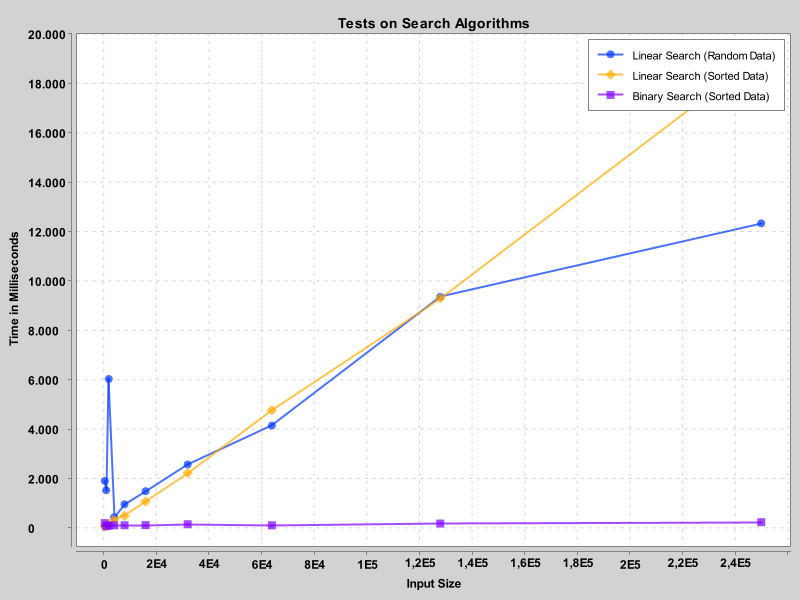 Tests on Search Algorithms
20.000
18.000
16.000
14.000
12.000
10.000
8.000
6.000
4.000
2.000
0
Time in Milliseconds
Linear Search (Random Data)
Linear Search (Sorted Data)
Binary Search (Sorted Data)
0 2E4 4E4 6E4 8E4 1E5 1,2E5 1,4E5 1,6E5 1,8E5 2E5 2,2E5 2,4E5
Input Size